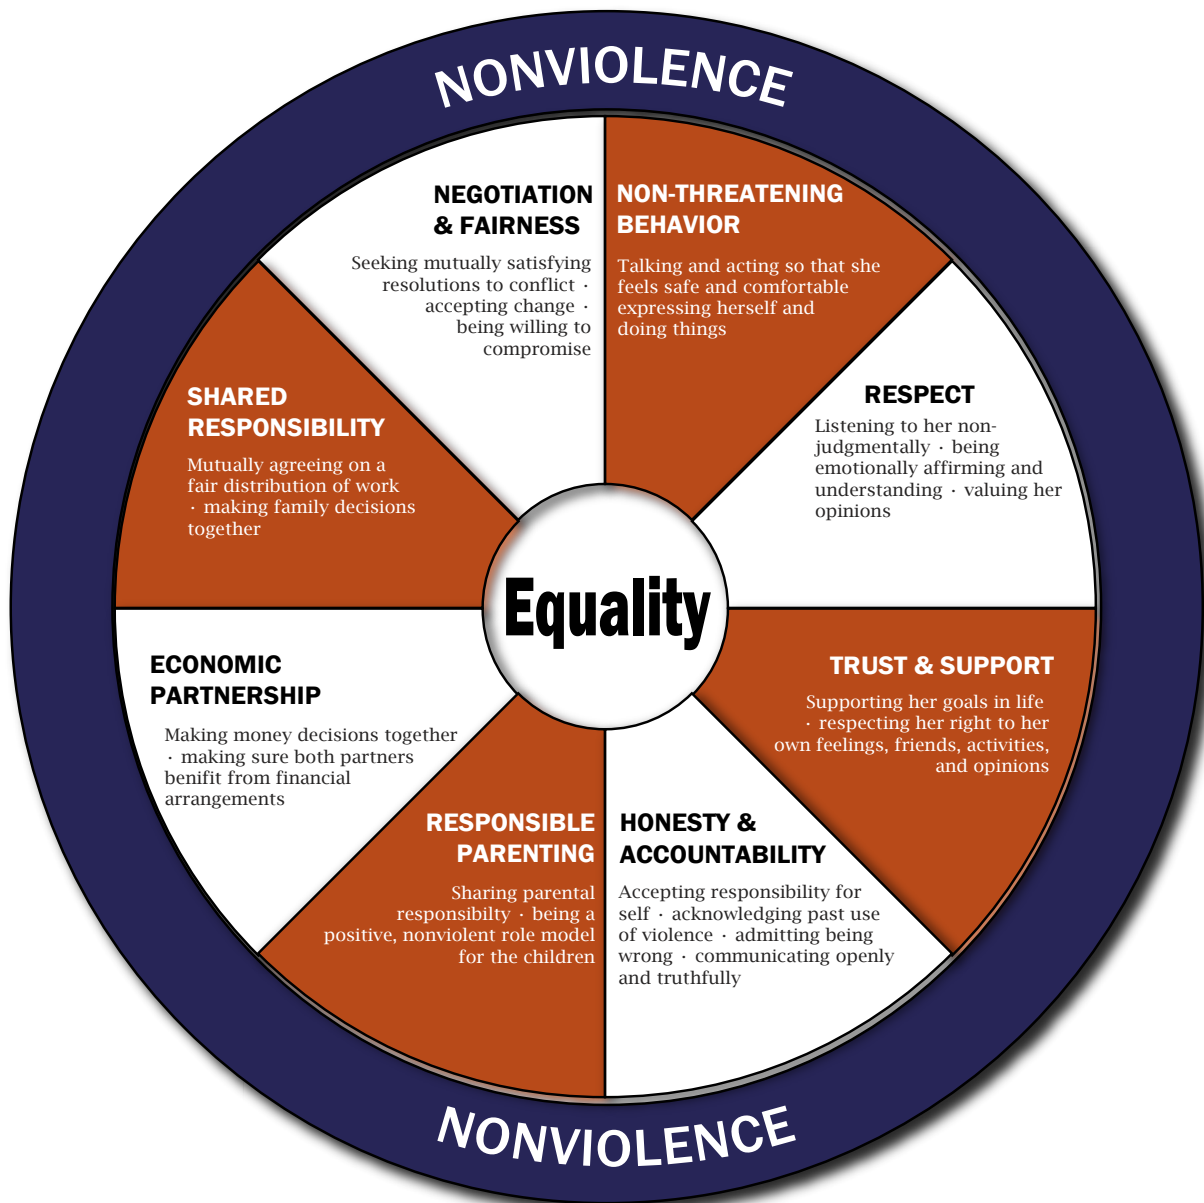 NONVIOLENCE
NEGOTIATION
& FAIRNESS
Seeking mutually satisfying
resolutions to conflict ·
accepting change ·
being willing to
compromise
NON-THREATENING
BEHAVIOR
Talking and acting so that she
feels safe and comfortable
expressing herself and
doing things
RESPECT
Listening to her non-
judgmentally · being
emotionally affirming and
understanding · valuing her
opinions
TRUST & SUPPORT
Supporting her goals in life
· respecting her right to her
own feelings, friends, activities,
and opinions
HONESTY &
ACCOUNTABILITY
Accepting responsibility for
self · acknowledging past use
of violence · admitting being
wrong · communicating openly
and truthfully
RESPONSIBLE
PARENTING
Sharing parental
responsibilty · being a
positive, nonviolent role model
for the children
ECONOMIC
PARTNERSHIP
Making money decisions together
· making sure both partners
benifit from financial
arrangements
SHARED
RESPONSIBILITY
Mutually agreeing on a
fair distribution of work
· making family decisions
together
Equality
NONVIOLENCE